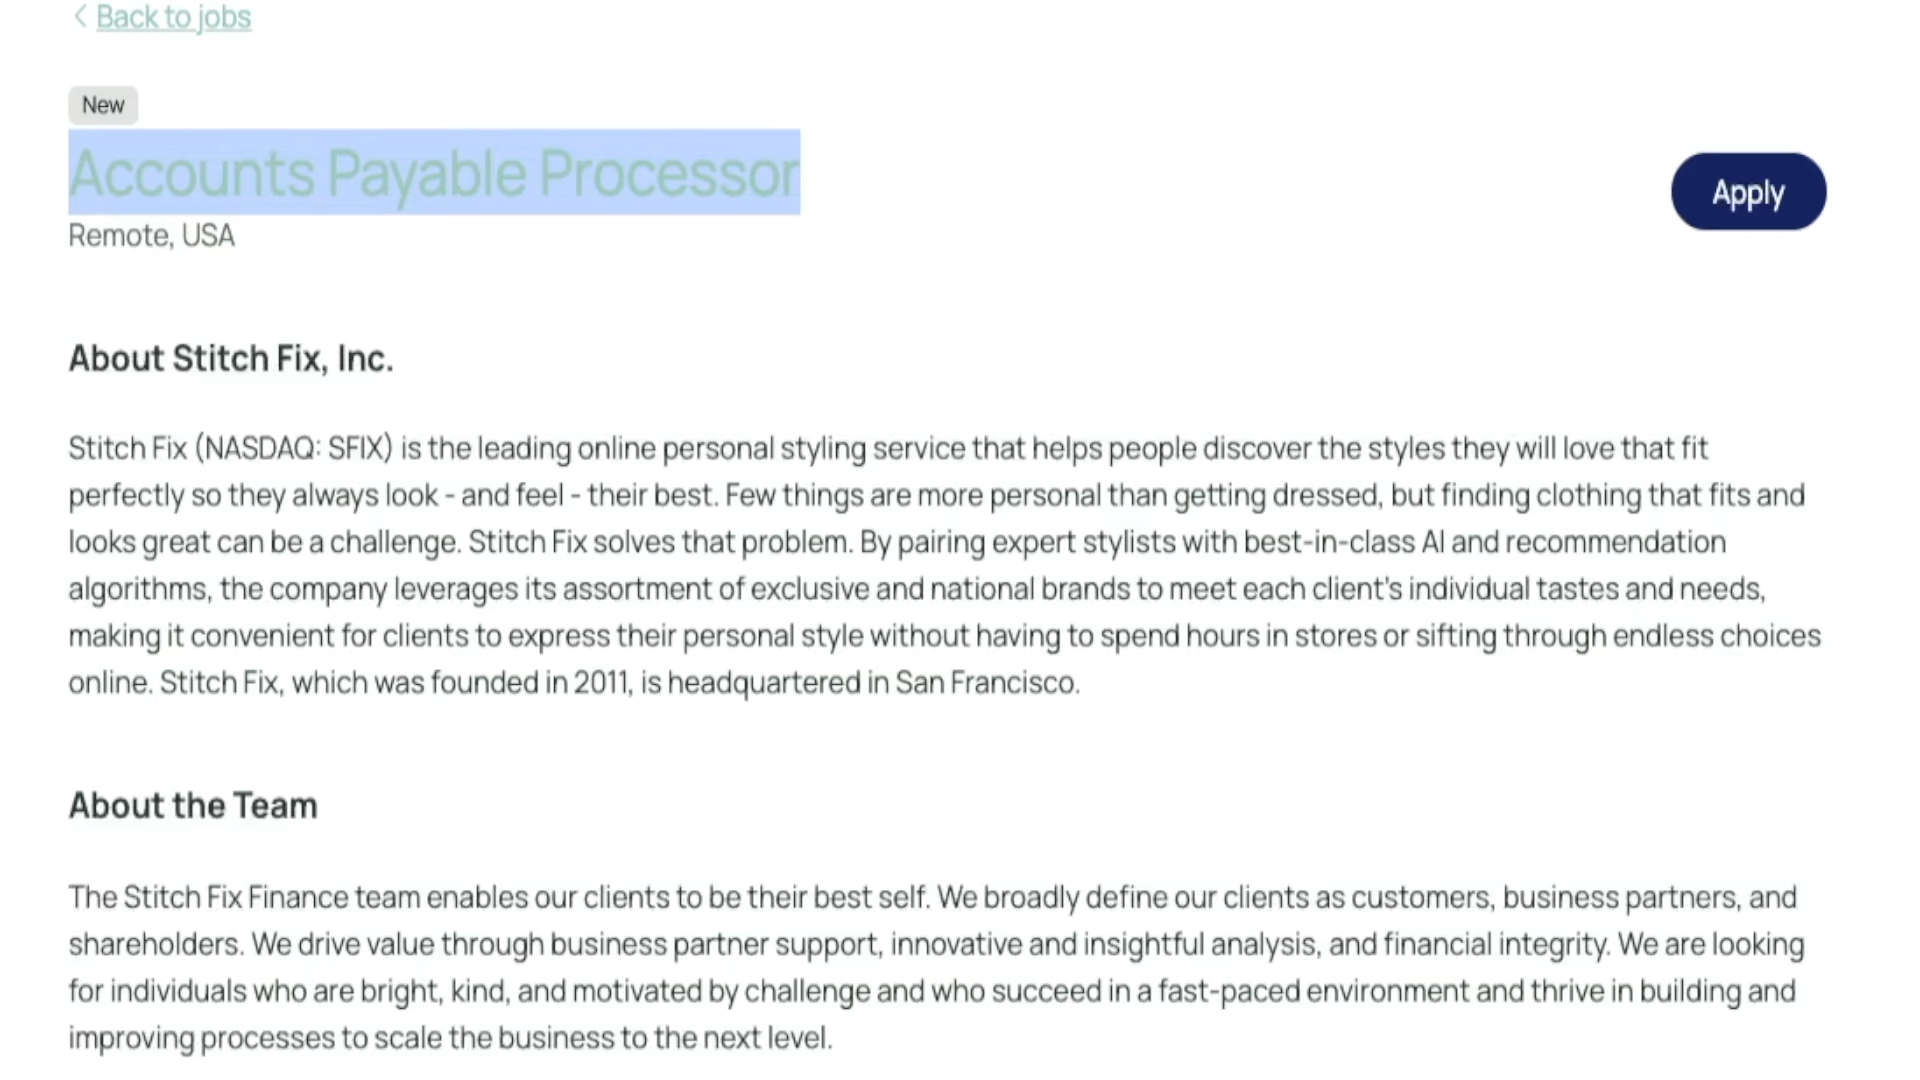 Back to jobs
New
Accounts Payable Processor
Apply
Remote, USA
About Stitch Fix, Inc.
Stitch Fix (NASDAQ: SFIX) is the leading online personal styling service that helps people discover the styles they will love that fit
perfectly so they always look - and feel - their best. Few things are more personal than getting dressed, but finding clothing that fits and
looks great can be a challenge. Stitch Fix solves that problem. By pairing expert stylists with best-in-class AI and recommendation
algorithms, the company leverages its assortment of exclusive and national brands to meet each client's individual tastes and needs,
making it convenient for clients to express their personal style without having to spend hours in stores or sifting through endless choices
online. Stitch Fix, which was founded in 2011, is headquartered in San Francisco.
About the Team
The Stitch Fix Finance team enables our clients to be their best self. We broadly define our clients as customers, business partners, and
shareholders. We drive value through business partner support, innovative and insightful analysis, and financial integrity. We are looking
for individuals who are bright, kind, and motivated by challenge and who succeed in a fast-paced environment and thrive in building and
improving processes to scale the business to the next level.